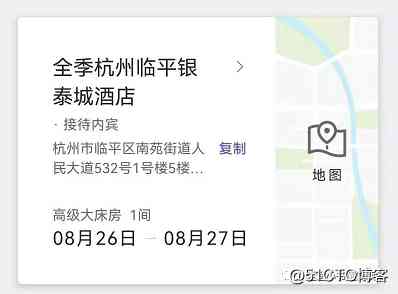 全季杭州临平银
泰城酒店
· 接待内宾
杭州市临平区南苑街道人 复制
民大道532号1号楼5楼...
地图
高级大床房 1间
08月26日 — 08月27日
@51CTO博客